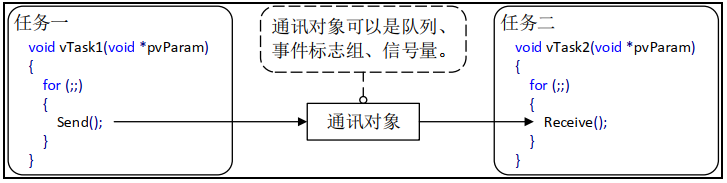 任务一
void vTask1(void *pvParam)
{
for (;;)
{
Send();
}
}
通讯对象可以是队列、
事件标志组、信号量。
通讯对象
任务二
void vTask2(void *pvParam)
{
for (;;)
{
Receive();
}
}